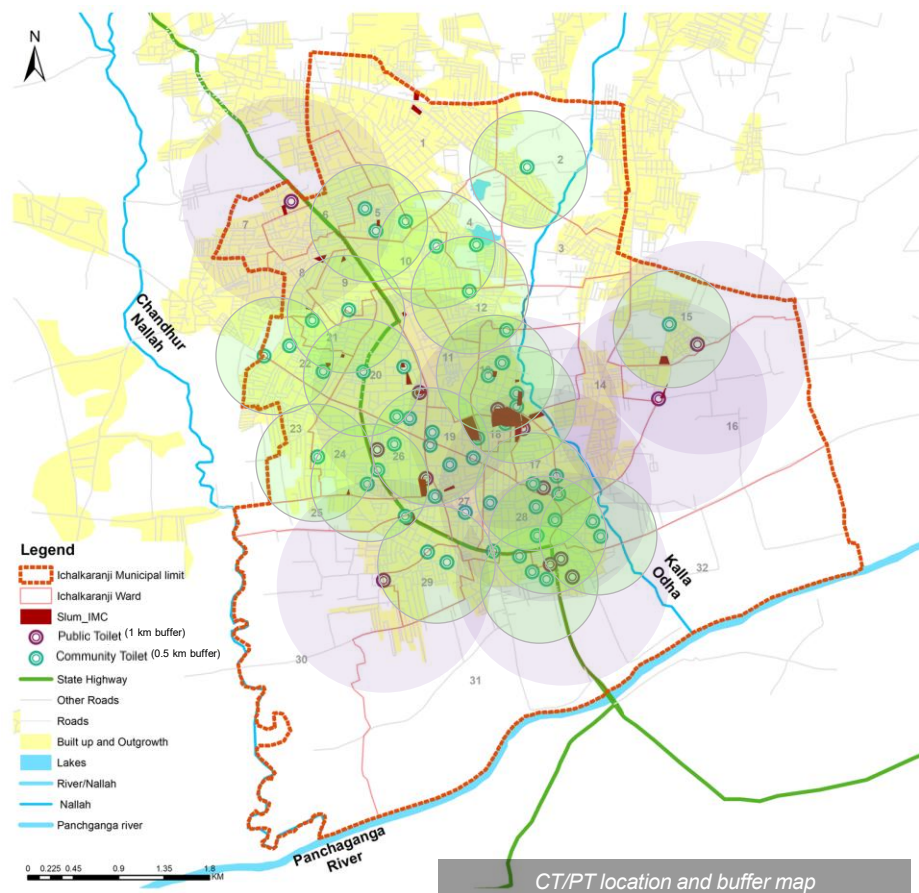 N
1
2
3
4
5
6
7
8
9
10
11
12
14
15
16
17
18
19
20
21
22
23
24
25
26
27
28
29
30
31
32
Chandhur
Nallah
Kalla
Odha
Panchaganga
River
Legend
Ichalkaranji Municipal limit
Ichalkaranji Ward
Slum_IMC
Public Toilet (1 km buffer)
Community Toilet (0.5 km buffer)
State Highway
Other Roads
Roads
Built up and Outgrowth
Lakes
River/Nallah
Nallah
Panchganga river
0 0.225 0.45 0.9 1.35 1.8
KM
CT/PT location and buffer map